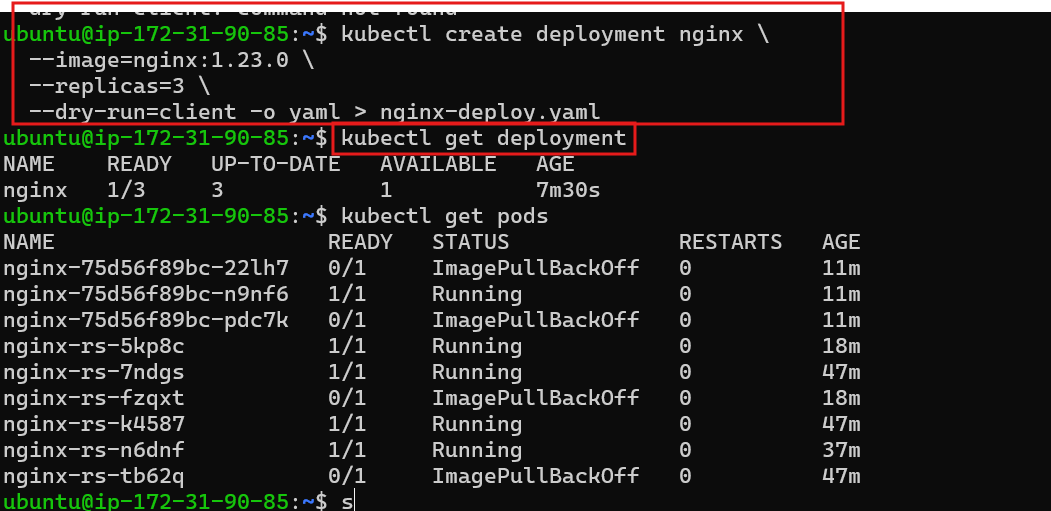 dry-run-client: command not found
ubuntu@ip-172-31-90-85:~$ kubectl create deployment nginx \
--image=nginx:1.23.0 \
--replicas=3 \
--dry-run=client -o yaml > nginx-deploy.yaml
ubuntu@ip-172-31-90-85:~$ kubectl get deployment
NAME READY UP-TO-DATE AVAILABLE AGE
nginx 1/3 3 1 7m30s
ubuntu@ip-172-31-90-85:~$ kubectl get pods
NAME READY STATUS RESTARTS AGE
nginx-75d56f89bc-22lh7 0/1 ImagePullBackOff 0 11m
nginx-75d56f89bc-n9nf6 1/1 Running 0 11m
nginx-75d56f89bc-pdc7k 0/1 ImagePullBackOff 0 11m
nginx-rs-5kp8c 1/1 Running 0 18m
nginx-rs-7ndgs 1/1 Running 0 47m
nginx-rs-fzqxt 0/1 ImagePullBackOff 0 18m
nginx-rs-k4587 1/1 Running 0 47m
nginx-rs-n6dnf 1/1 Running 0 37m
nginx-rs-tb62q 0/1 ImagePullBackOff 0 47m
ubuntu@ip-172-31-90-85:~$ s